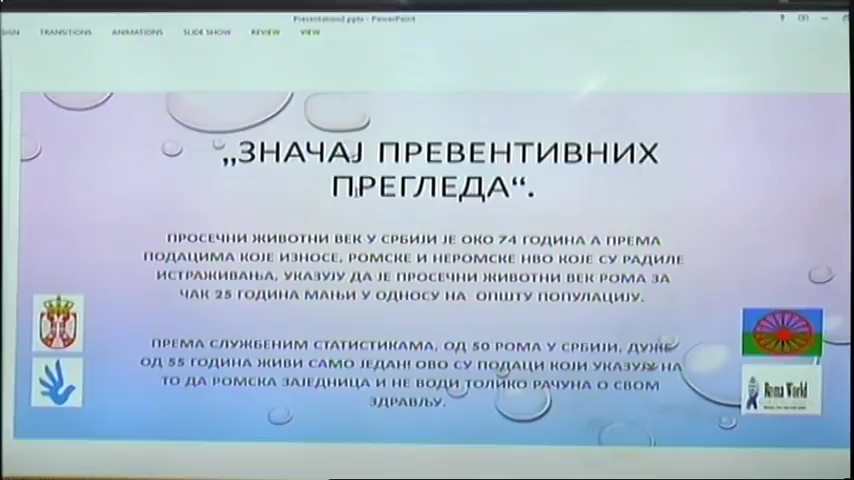 Presentation2.pptx - PowerPoint
SIGN TRANSITIONS ANIMATIONS SLIDE SHOW REVIEW VIEW
„ЗНАЧАЈ ПРЕВЕНТИВНИХ
ПРЕГЛЕДА“.
ПРОСЕЧНИ ЖИВОТНИ ВЕК У СРБИЈИ ЈЕ ОКО 74 ГОДИНА А ПРЕМА
ПОДАЦИМА КОЈЕ ИЗНОСЕ, РОМСКЕ И НЕРОМСКЕ НВО КОЈЕ СУ РАДИЛЕ
ИСТРАЖИВАЊА, УКАЗУЈУ ДА ЈЕ ПРОСЕЧНИ ЖИВОТНИ ВЕК РОМА ЗА
ЧАК 25 ГОДИНА МАЊИ У ОДНОСУ НА ОПШТУ ПОПУЛАЦИЈУ.
ПРЕМА СЛУЖБЕНИМ СТАТИСТИКАМА, ОД 50 РОМА У СРБИЈИ, ДУЖЕ
ОД 55 ГОДИНА ЖИВИ САМО ЈЕДАН! ОВО СУ ПОДАЦИ КОЈИ УКАЗУЈУ НА
ТО ДА РОМСКА ЗАЈЕДНИЦА И НЕ ВОДИ ТОЛИКО РАЧУНА О СВОМ
ЗДРАВЉУ.
Roma World